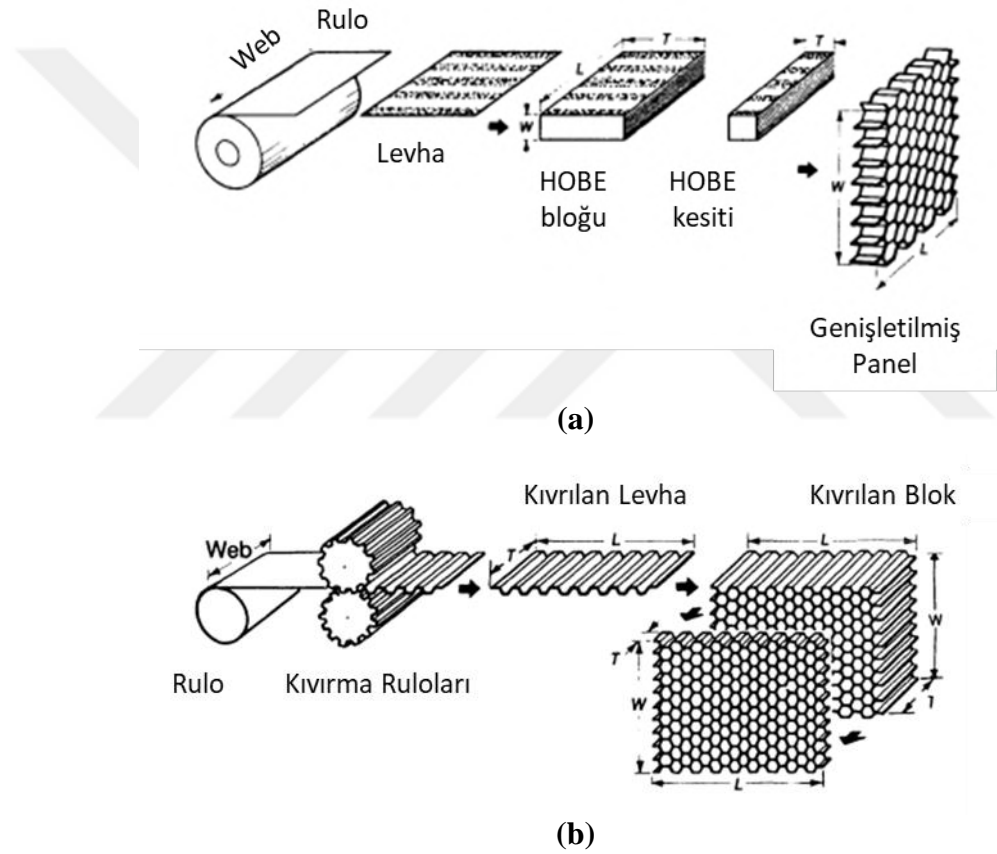 Rulo
Web
T
L
T
W
W
L
Levha
HOBE
bloğu
HOBE
kesiti
Genişletilmiş
Panel
(a)
Kıvrılan Levha
Kıvrılan Blok
Web
T
L
L
W
T
T
W
L
Rulo
Kıvırma Ruloları
(b)